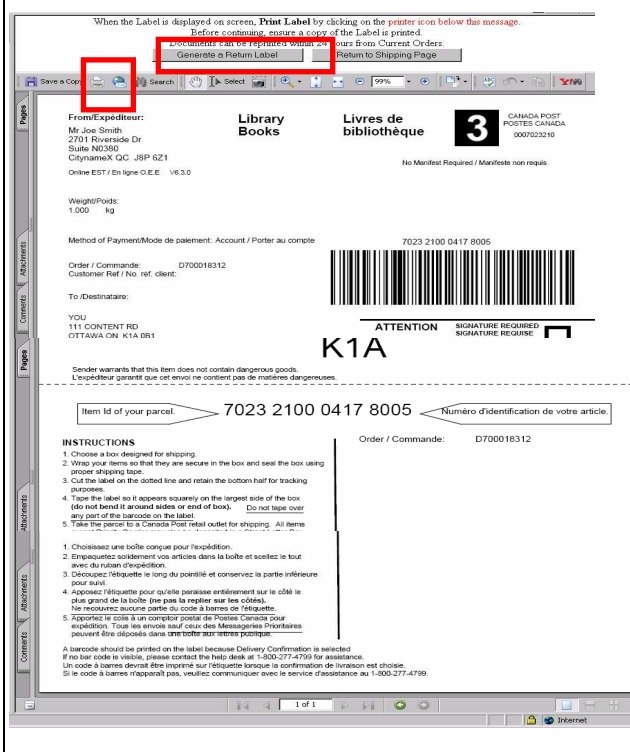 When the Label is displayed on screen, Print Label by clicking on the printer icon below this message.
Before continuing, ensure a copy of the Label is printed.
Documents can be reprinted within 24 hours from Current Orders.
Generate a Return Label
Return to Shipping Page
Save a Copy
Search
Select
99%
Pages
From/Expéditeur:
Mr Joe Smith
2701 Riverside Dr
Suite N0380
CitynameX QC J8P 6Z1
Online EST / En ligne O.E.E V6.3.0
Library
Books
Livres de
bibliothèque
3
CANADA POST
POSTES CANADA
0007023210
No Manifest Required / Manifeste non requis
Weight/Poids:
1.000 kg
Method of Payment/Mode de paiement: Account / Porter au compte
7023 2100 0417 8005
Order / Commande: D700018312
Customer Ref / No. ref. client:
To /Destinataire:
YOU
111 CONTENT RD
OTTAWA ON K1A 0B1
ATTENTION
SIGNATURE REQUIRED
SIGNATURE REQUISE
K1A
Attachments
Comments
Pages
Sender warrants that this item does not contain dangerous goods.
L'expéditeur garantit que cet envoi ne contient pas de matières dangereuses.
Item Id of your parcel.
7023 2100 0417 8005
Numéro d'identification de votre article.
Order / Commande: D700018312
INSTRUCTIONS
1. Choose a box designed for shipping.
2. Wrap your items so that they are secure in the box and seal the box using
proper shipping tape.
3. Cut the label on the dotted line and retain the bottom half for tracking
purposes.
4. Tape the label so it appears squarely on the largest side of the box
(do not bend it around sides or end of box). Do not tape over
any part of the barcode on the label.
5. Take the parcel to a Canada Post retail outlet for shipping. All items
1. Choisissez une boîte conçue pour l'expédition.
2. Empaquetez solidement vos articles dans la boîte et scellez le tout
avec du ruban d'expédition.
3. Découpez l'étiquette le long du pointillé et conservez la partie inférieure
pour suivi.
4. Apposez l'étiquette pour qu'elle paraisse entièrement sur le côté le
plus grand de la boîte (ne pas la replier sur les côtés).
Ne recouvrez aucune partie du code à barres de l'étiquette.
5. Apportez le colis à un comptoir postal de Postes Canada pour
expédition. Tous les envois sauf ceux des Messageries Prioritaires
peuvent être déposés dans une boîte aux lettres publique.
Attachments
Attachments
Comments
A barcode should be printed on the label because Delivery Confirmation is selected
If no bar code is visible, please contact the help desk at 1-800-277-4799 for assistance.
Un code à barres devrait être imprimé sur l'étiquette lorsque la confirmation de livraison est choisie.
Si le code à barres n'apparaît pas, veuillez communiquer avec le service d'assistance au 1-800-277-4799.
1 of 1
Internet